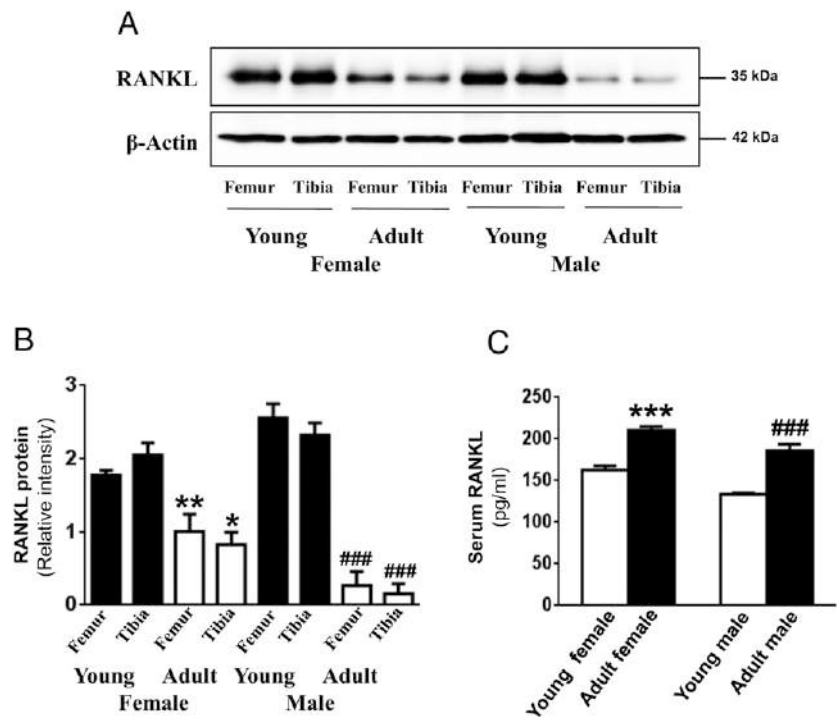 A
RANKL
35 kDa
β-Actin
42 kDa
Femur Tibia Femur Tibia Femur Tibia Femur Tibia
Young Adult Young Adult
Female Male
B
RANKL protein
(Relative intensity)
3
2
1
0
** * ### ###
Femur Tibia Femur Tibia Femur Tibia Femur Tibia
Young Adult Young Adult
Female Male
C
Serum RANKL
(pg/ml)
250
200
150
100
50
0
*** ###
Young female Adult female Young male Adult male